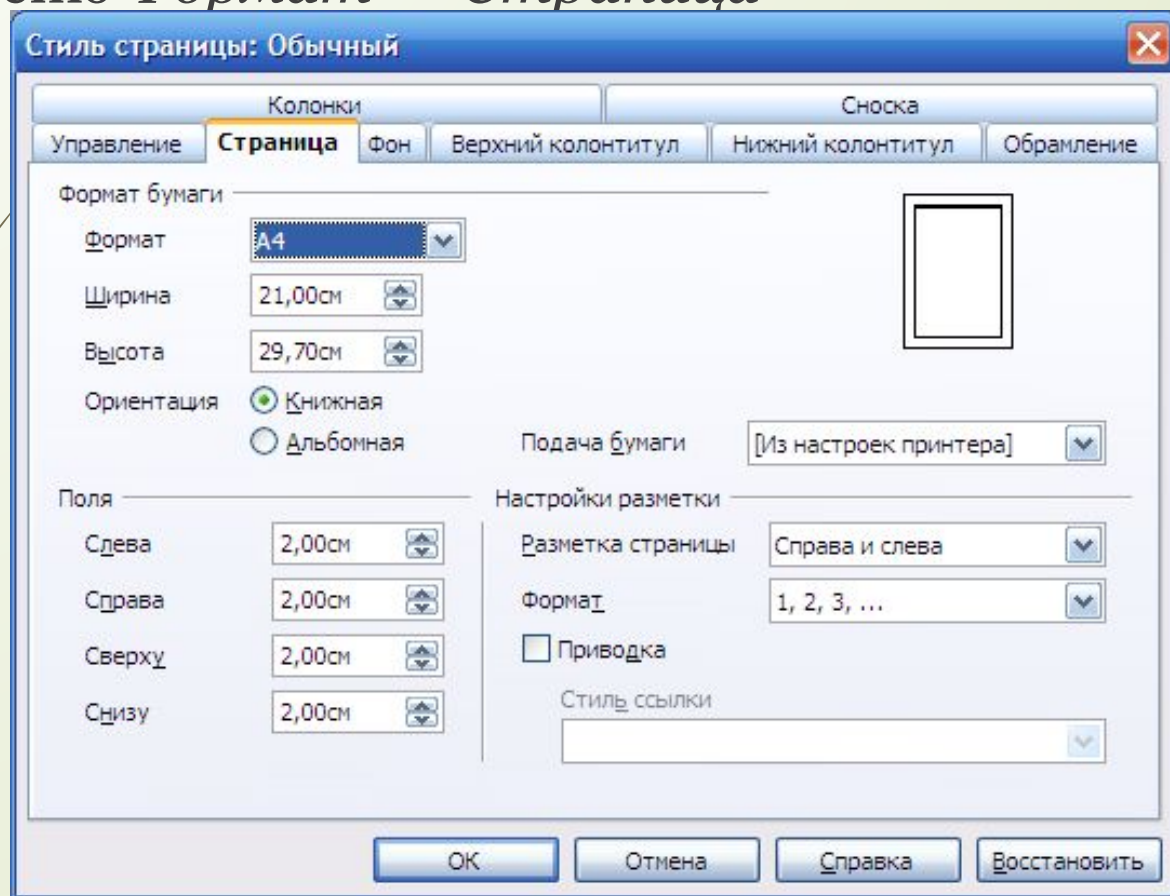 Формат Страница
Стиль страницы: Обычный
Колонки Сноска
Управление Страница Фон Верхний колонтитул Нижний колонтитул Обрамление
Формат бумаги
Формат A4
Ширина 21,00см
Высота 29,70см
Ориентация Книжная
Альбомная Подача бумаги [Из настроек принтера]
Поля Настройки разметки
Слева 2,00см Разметка страницы Справа и слева
Справа 2,00см Формат 1, 2, 3, ...
Сверху 2,00см Приводка
Снизу 2,00см Стиль ссылки
OK Отмена Справка Восстановить